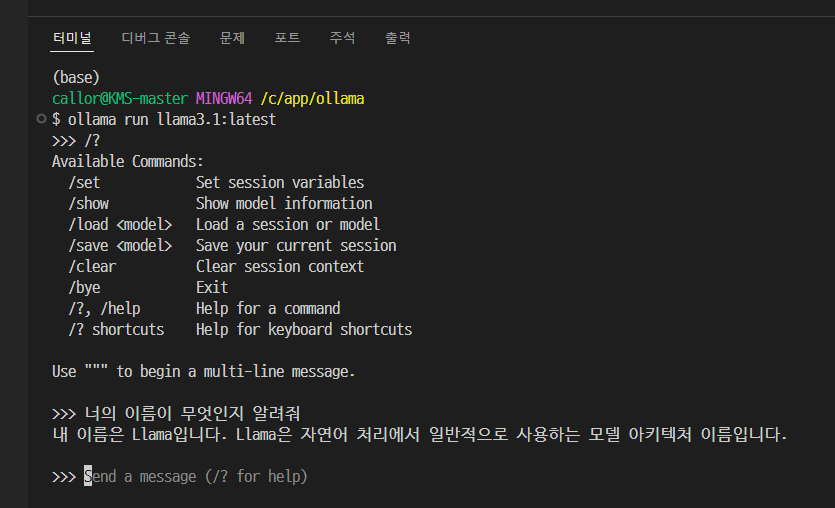 터미널 디버그 콘솔 문제 포트 주석 출력
(base)
callor@KMS-master MINGW64 /c/app/ollama
$ ollama run llama3.1:latest
>>> /?
Available Commands:
  /set            Set session variables
  /show           Show model information
  /load <model>   Load a session or model
  /save <model>   Save your current session
  /clear          Clear session context
  /bye            Exit
  /?, /help       Help for a command
  /? shortcuts    Help for keyboard shortcuts
Use """ to begin a multi-line message.
>>> 너의 이름이 무엇인지 알려줘
내 이름은 Llama입니다. Llama은 자연어 처리에서 일반적으로 사용하는 모델 아키텍처 이름입니다.
>>> Send a message (/? for help)